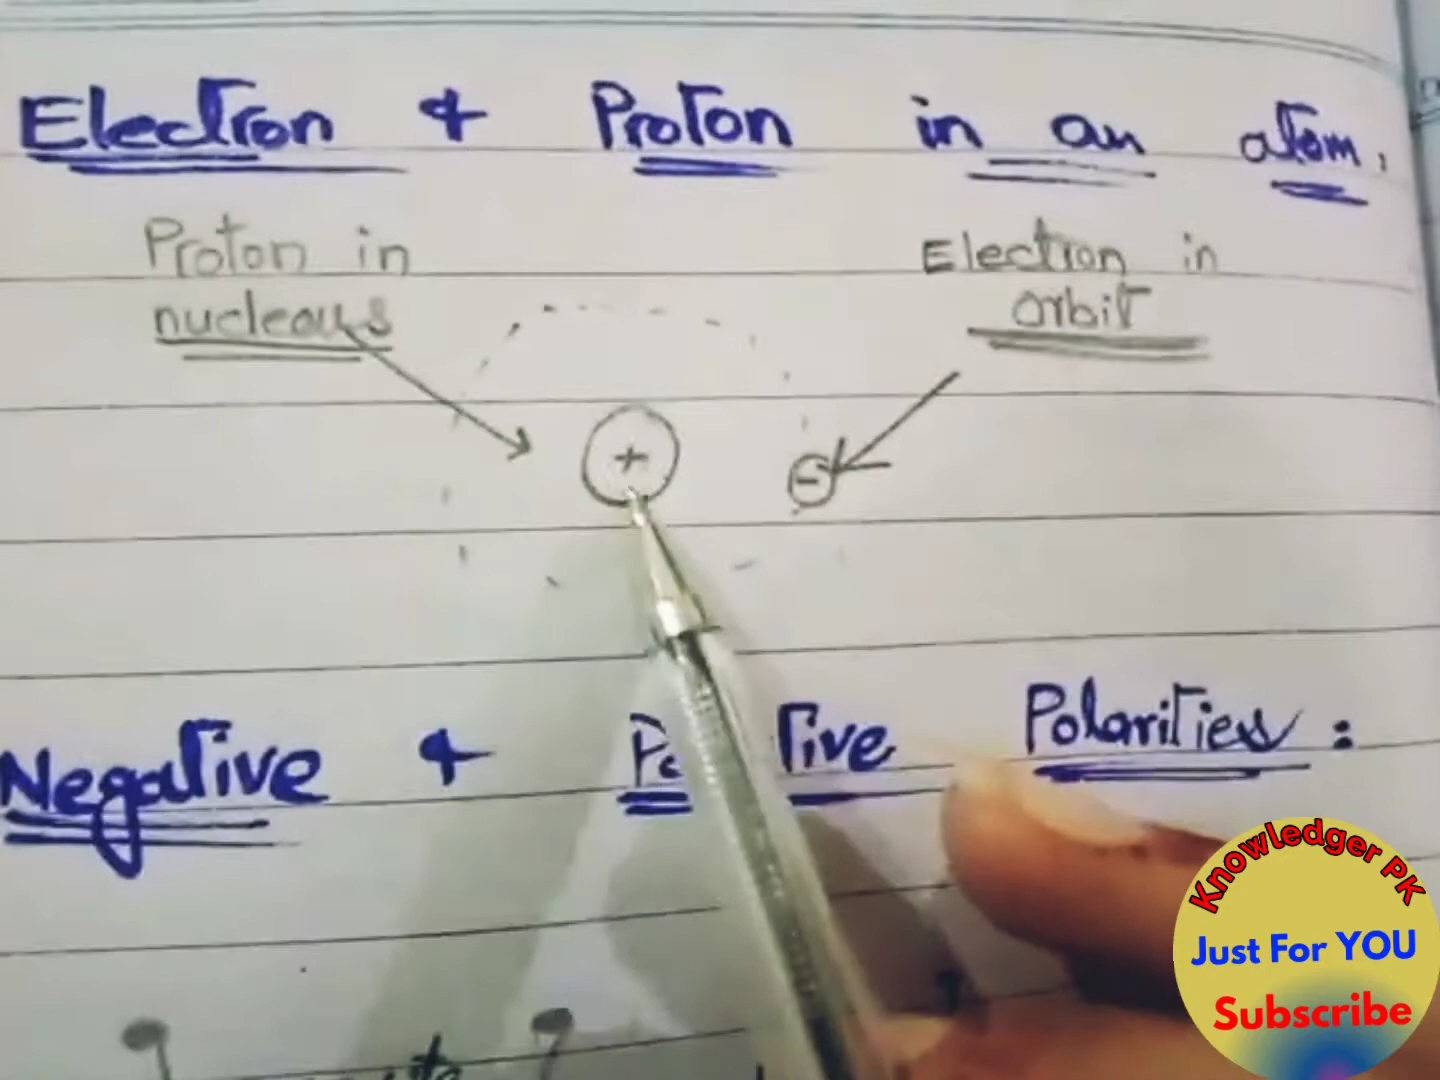 Electron & Proton in an atom.
Proton in
nucleous
Electron in
orbit
+
-
Negative & Polarities :
Knowledger PK
Just For YOU
Subscribe